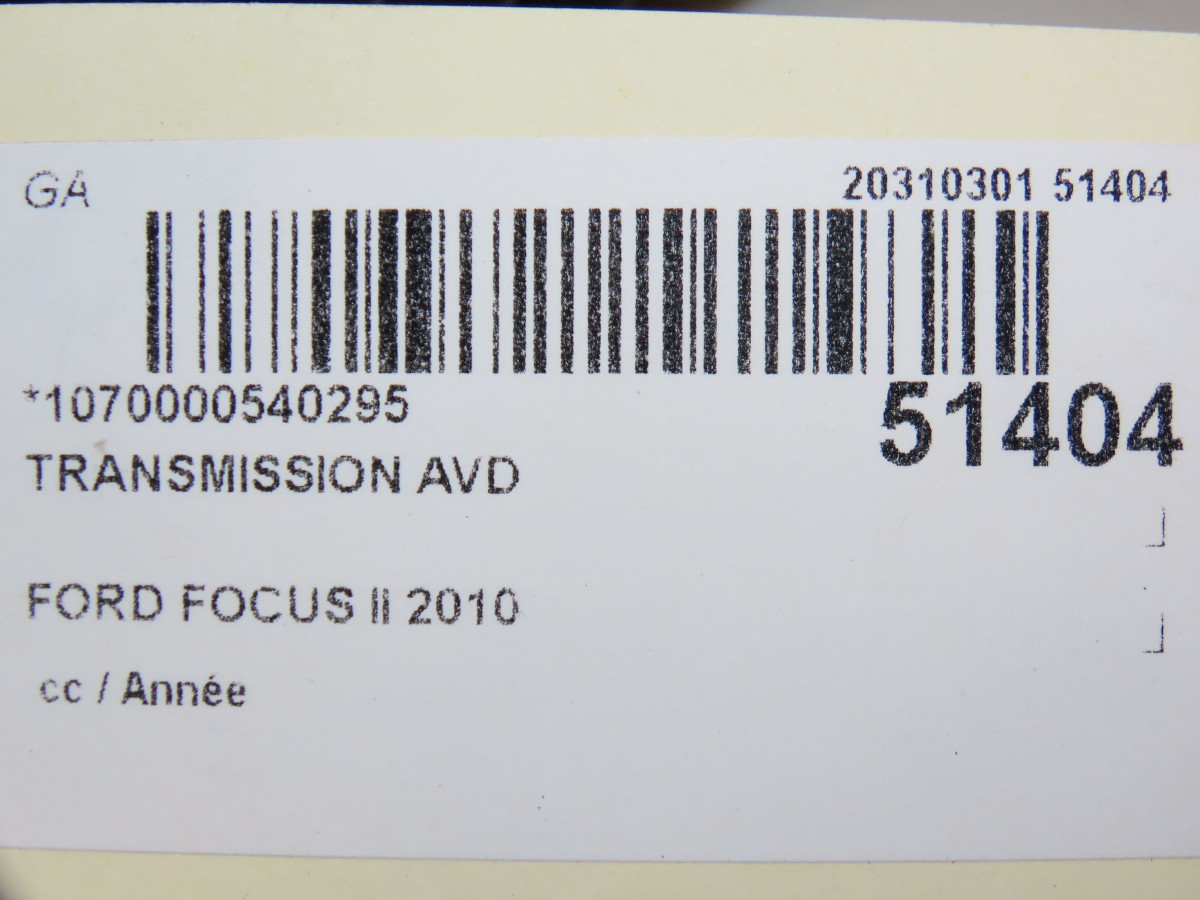 GA
20310301 51404
*1070000540295
51404
TRANSMISSION AVD
FORD FOCUS II 2010
cc / Année